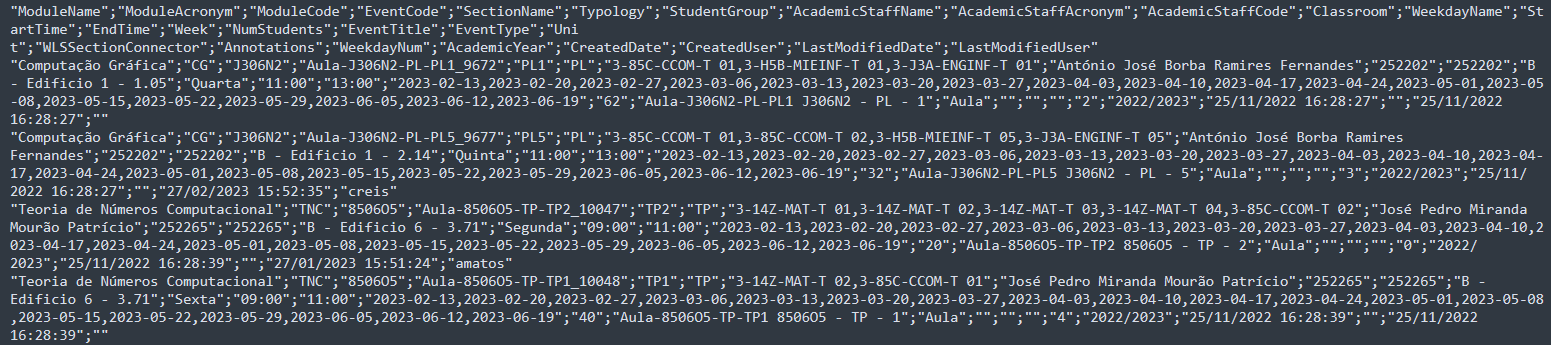 "ModuleName";"ModuleAcronym";"ModuleCode";"EventCode";"SectionName";"Typology";"StudentGroup";"AcademicStaffName";"AcademicStaffAcronym";"AcademicStaffCode";"Classroom";"WeekdayName";"St
artTime";"EndTime";"Week";"NumStudents";"EventTitle";"EventType";"Uni
t";"WLSSectionConnector";"Annotations";"WeekdayNum";"AcademicYear";"CreatedDate";"CreatedUser";"LastModifiedDate";"LastModifiedUser"
"Computação Gráfica";"CG";"J306N2";"Aula-J306N2-PL-PL1_9672";"PL1";"PL";"3-85C-CCOM-T 01,3-H5B-MIEINF-T 01,3-J3A-ENGINF-T 01";"António José Borba Ramires Fernandes";"252202";"252202";"B
- Edificio 1 - 1.05";"Quarta";"11:00";"13:00";"2023-02-13,2023-02-20,2023-02-27,2023-03-06,2023-03-13,2023-03-20,2023-03-27,2023-04-03,2023-04-10,2023-04-17,2023-04-24,2023-05-01,2023-05
-08,2023-05-15,2023-05-22,2023-05-29,2023-06-05,2023-06-12,2023-06-19";"62";"Aula-J306N2-PL-PL1 J306N2 - PL - 1";"Aula";"";"";"";"2";"2022/2023";"25/11/2022 16:28:27";"";"25/11/2022
16:28:27";""
"Computação Gráfica";"CG";"J306N2";"Aula-J306N2-PL-PL5_9677";"PL5";"PL";"3-85C-CCOM-T 01,3-85C-CCOM-T 02,3-H5B-MIEINF-T 05,3-J3A-ENGINF-T 05";"António José Borba Ramires
Fernandes";"252202";"252202";"B - Edificio 1 - 2.14";"Quinta";"11:00";"13:00";"2023-02-13,2023-02-20,2023-02-27,2023-03-06,2023-03-13,2023-03-20,2023-03-27,2023-04-03,2023-04-10,2023-04-
17,2023-04-24,2023-05-01,2023-05-08,2023-05-15,2023-05-22,2023-05-29,2023-06-05,2023-06-12,2023-06-19";"32";"Aula-J306N2-PL-PL5 J306N2 - PL - 5";"Aula";"";"";"";"3";"2022/2023";"25/11/
2022 16:28:27";"";"27/02/2023 15:52:35";"creis"
"Teoria de Números Computacional";"TNC";"8506O5";"Aula-8506O5-TP-TP2_10047";"TP2";"TP";"3-14Z-MAT-T 01,3-14Z-MAT-T 02,3-14Z-MAT-T 03,3-14Z-MAT-T 04,3-85C-CCOM-T 02";"José Pedro Miranda
Mourão Patrício";"252265";"252265";"B - Edificio 6 - 3.71";"Segunda";"09:00";"11:00";"2023-02-13,2023-02-20,2023-02-27,2023-03-06,2023-03-13,2023-03-20,2023-03-27,2023-04-03,2023-04-10,2
023-04-17,2023-04-24,2023-05-01,2023-05-08,2023-05-15,2023-05-22,2023-05-29,2023-06-05,2023-06-12,2023-06-19";"20";"Aula-8506O5-TP-TP2 8506O5 - TP - 2";"Aula";"";"";"";"0";"2022/
2023";"25/11/2022 16:28:39";"";"27/01/2023 15:51:24";"amatos"
"Teoria de Números Computacional";"TNC";"8506O5";"Aula-8506O5-TP-TP1_10048";"TP1";"TP";"3-14Z-MAT-T 02,3-85C-CCOM-T 01";"José Pedro Miranda Mourão Patrício";"252265";"252265";"B -
Edificio 6 - 3.71";"Sexta";"09:00";"11:00";"2023-02-13,2023-02-20,2023-02-27,2023-03-06,2023-03-13,2023-03-20,2023-03-27,2023-04-03,2023-04-10,2023-04-17,2023-04-24,2023-05-01,2023-05-08
,2023-05-15,2023-05-22,2023-05-29,2023-06-05,2023-06-12,2023-06-19";"40";"Aula-8506O5-TP-TP1 8506O5 - TP - 1";"Aula";"";"";"";"4";"2022/2023";"25/11/2022 16:28:39";"";"25/11/2022
16:28:39";""